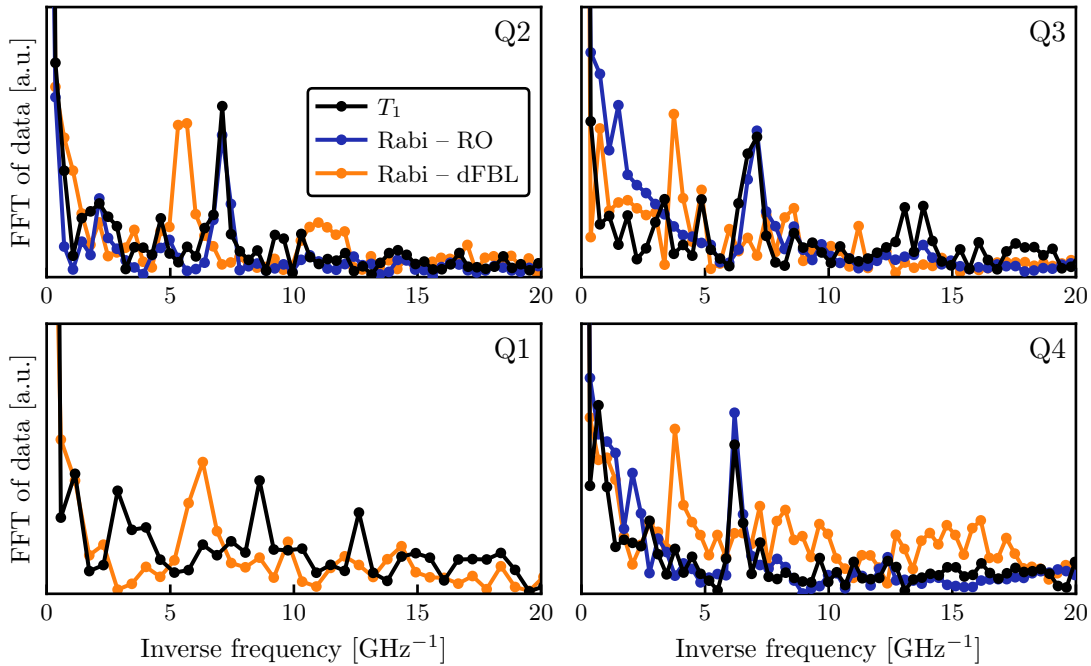 FFT of data [a.u.]
Q2
T₁
Rabi – RO
Rabi – dFBL
0 5 10 15 20
Q3
0 5 10 15 20
FFT of data [a.u.]
Q1
0 5 10 15 20
Inverse frequency [GHz⁻¹]
Q4
0 5 10 15 20
Inverse frequency [GHz⁻¹]